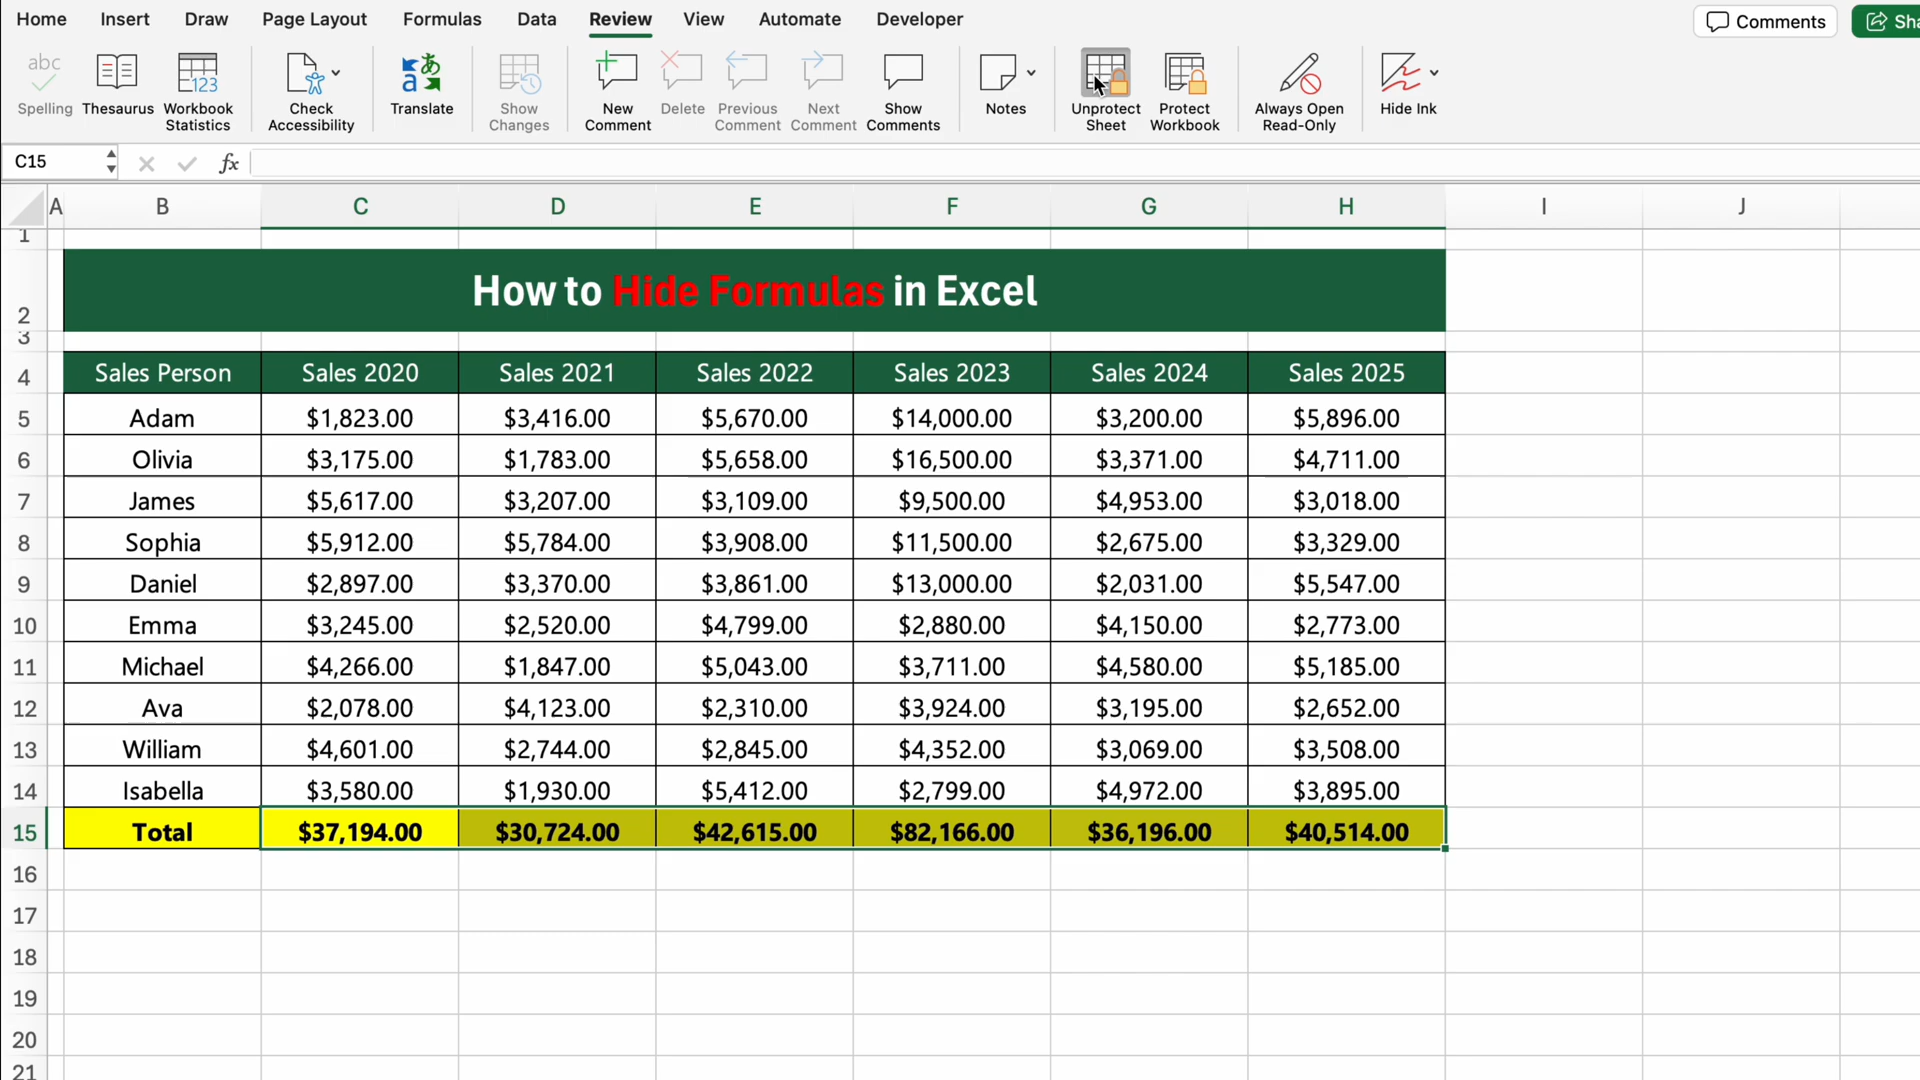 Home Insert Draw Page Layout Formulas Data Review View Automate Developer Comments
abc
Spelling Thesaurus Workbook Statistics Check Accessibility Translate Show Changes New Comment Delete Previous Comment Next Comment Show Comments Notes Unprotect Sheet Protect Workbook Always Open Read-Only Hide Ink
C15 fx
A B C D E F G H I J
1
2 How to Hide Formulas in Excel
3
4 Sales Person Sales 2020 Sales 2021 Sales 2022 Sales 2023 Sales 2024 Sales 2025
5 Adam $1,823.00 $3,416.00 $5,670.00 $14,000.00 $3,200.00 $5,896.00
6 Olivia $3,175.00 $1,783.00 $5,658.00 $16,500.00 $3,371.00 $4,711.00
7 James $5,617.00 $3,207.00 $3,109.00 $9,500.00 $4,953.00 $3,018.00
8 Sophia $5,912.00 $5,784.00 $3,908.00 $11,500.00 $2,675.00 $3,329.00
9 Daniel $2,897.00 $3,370.00 $3,861.00 $13,000.00 $2,031.00 $5,547.00
10 Emma $3,245.00 $2,520.00 $4,799.00 $2,880.00 $4,150.00 $2,773.00
11 Michael $4,266.00 $1,847.00 $5,043.00 $3,711.00 $4,580.00 $5,185.00
12 Ava $2,078.00 $4,123.00 $2,310.00 $3,924.00 $3,195.00 $2,652.00
13 William $4,601.00 $2,744.00 $2,845.00 $4,352.00 $3,069.00 $3,508.00
14 Isabella $3,580.00 $1,930.00 $5,412.00 $2,799.00 $4,972.00 $3,895.00
15 Total $37,194.00 $30,724.00 $42,615.00 $82,166.00 $36,196.00 $40,514.00
16
17
18
19
20
21